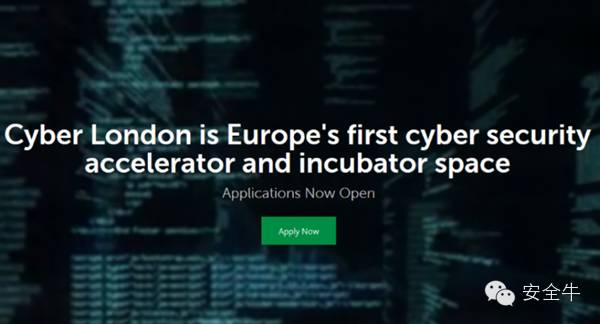 Cyber London is Europe's first cyber security
accelerator and incubator space
Applications Now Open
Apply Now
安全牛